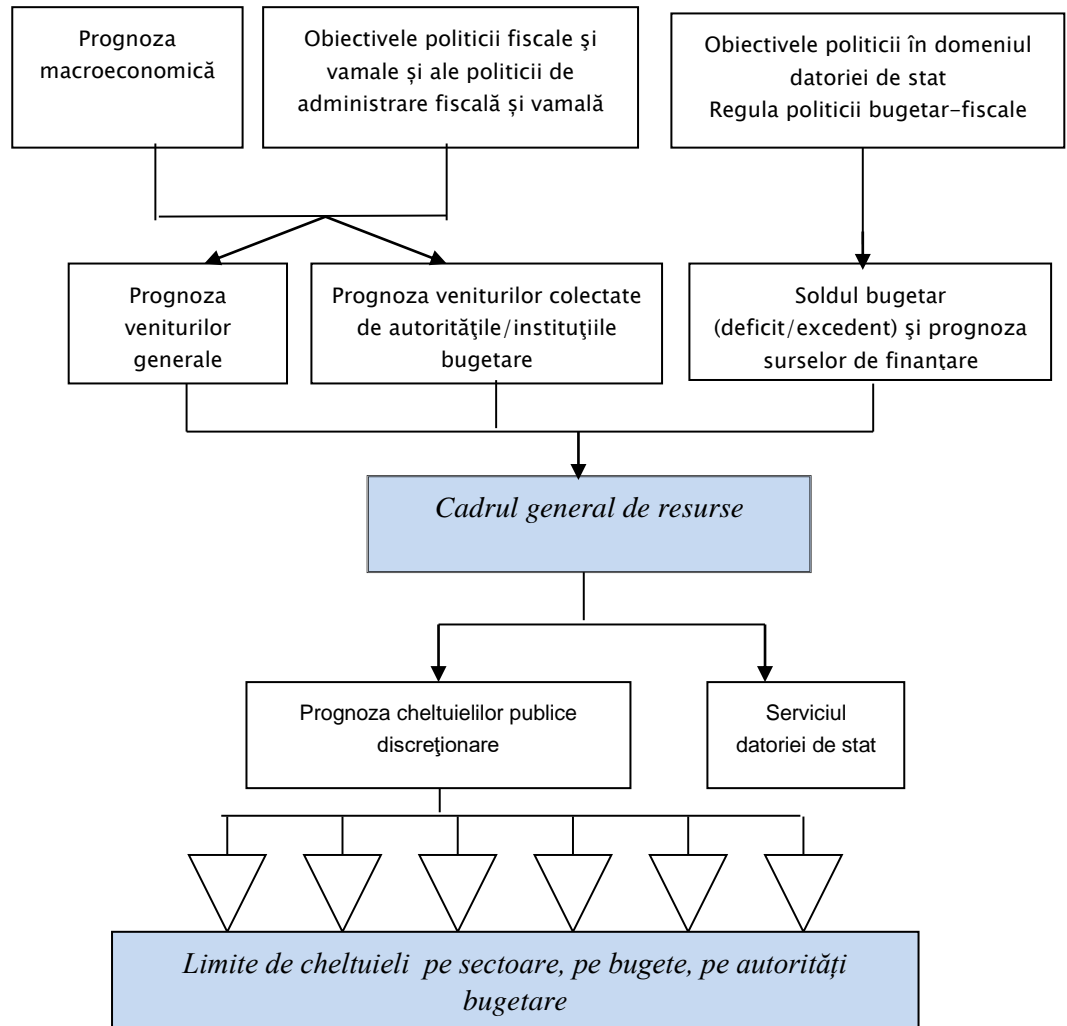 Prognoza
macroeconomică
Obiectivele politicii fiscale şi
vamale și ale politicii de
administrare fiscală și vamală
Obiectivele politicii în domeniul
datoriei de stat
Regula politicii bugetar-fiscale
Prognoza
veniturilor
generale
Prognoza veniturilor colectate
de autorităţile/instituţiile
bugetare
Soldul bugetar
(deficit/excedent) şi prognoza
surselor de finanțare
Cadrul general de resurse
Prognoza cheltuielilor publice
discreţionare
Serviciul
datoriei de stat
Limite de cheltuieli pe sectoare, pe bugete, pe autorități
bugetare